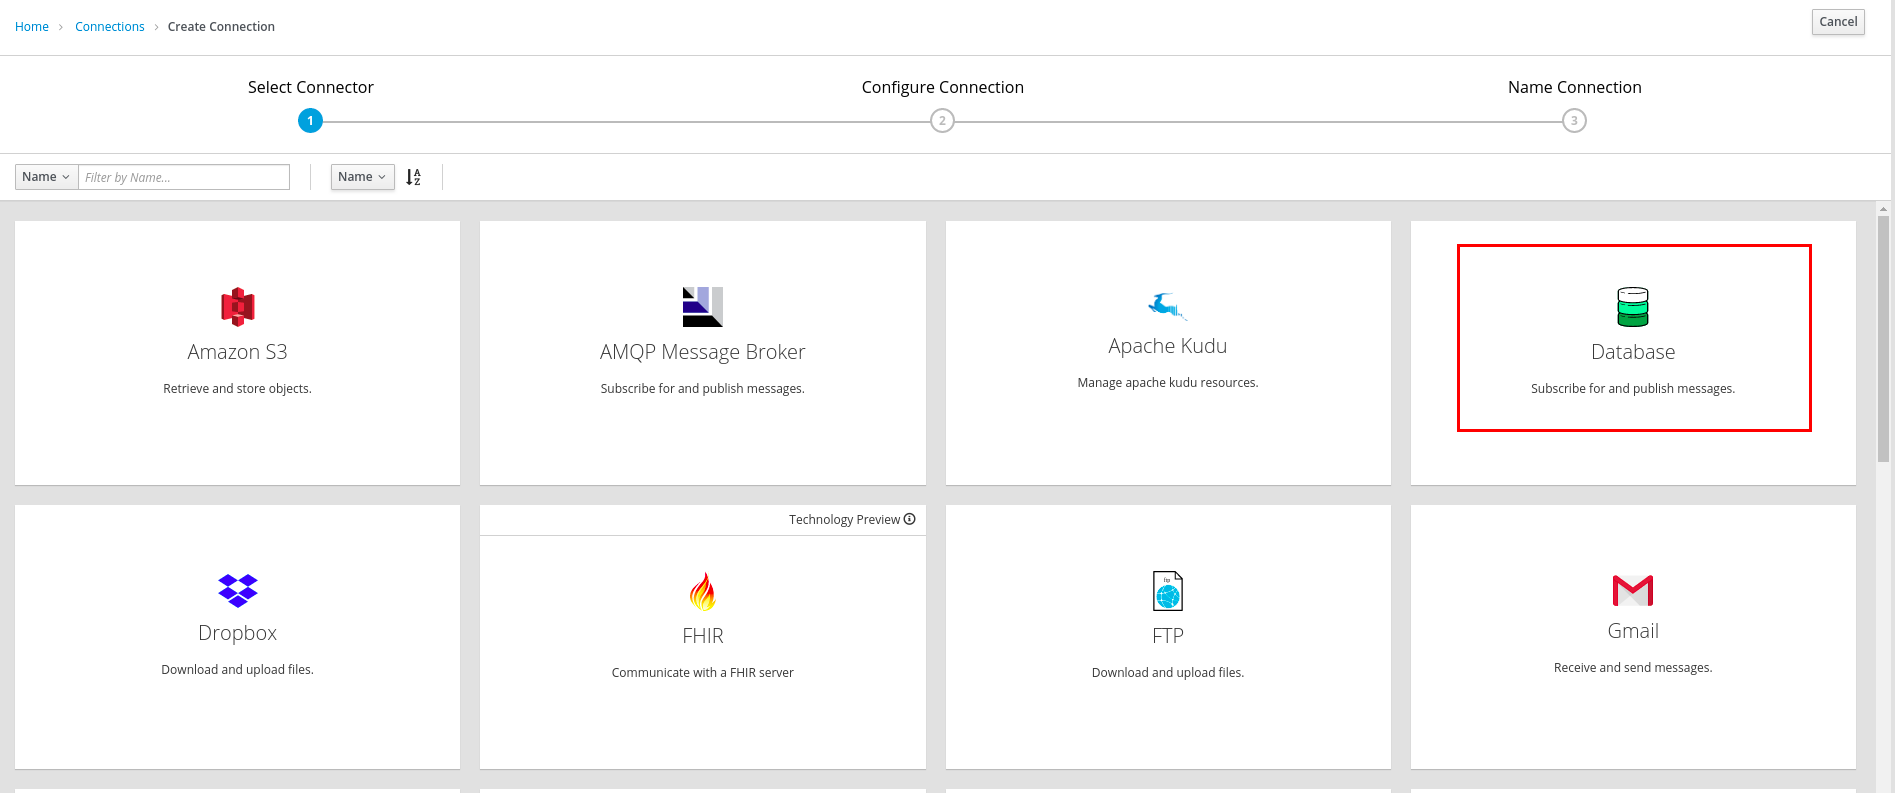 Home > Connections > Create Connection
Cancel
Select Connector
Configure Connection
Name Connection
1
2
3
Name
Filter by Name...
Name
A
Z
Amazon S3
Retrieve and store objects.
AMQP Message Broker
Subscribe for and publish messages.
Apache Kudu
Manage apache kudu resources.
Database
Subscribe for and publish messages.
Dropbox
Download and upload files.
Technology Preview
FHIR
Communicate with a FHIR server
ftp
FTP
Download and upload files.
Gmail
Receive and send messages.